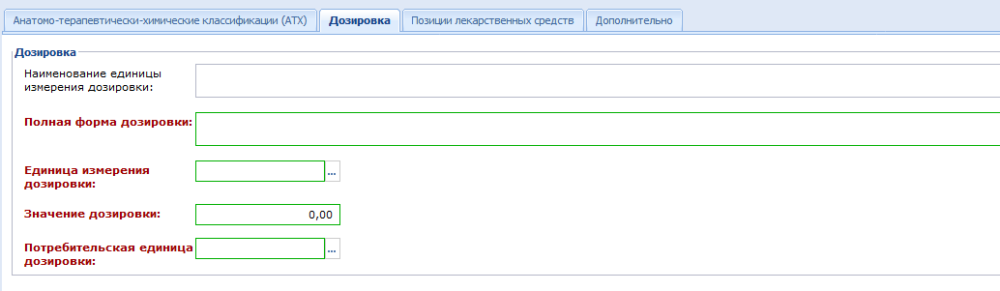 Анатомо-терапевтически-химические классификации (АТХ) Дозировка Позиции лекарственных средств Дополнительно
Дозировка
Наименование единицы
измерения дозировки:
Полная форма дозировки:
Единица измерения
дозировки:
...
Значение дозировки: 0,00
Потребительская единица
дозировки:
...